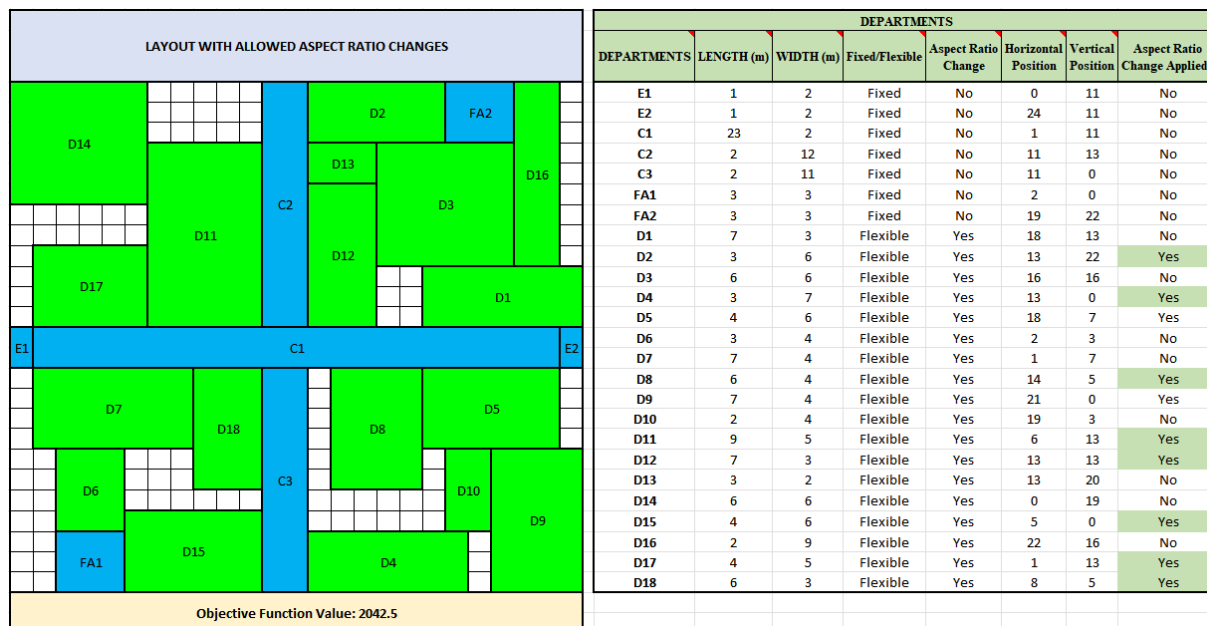 LAYOUT WITH ALLOWED ASPECT RATIO CHANGES
D14
D2
FA2
D13
D16
C2
D3
D11
D12
D17
D1
E1
C1
E2
D7
D5
D18
D8
C3
D6
D10
D9
D15
FA1
D4
Objective Function Value: 2042.5
DEPARTMENTS
DEPARTMENTS LENGTH (m) WIDTH (m) Fixed/Flexible Aspect Ratio Change Horizontal Position Vertical Position Aspect Ratio Change Applied
E1 1 2 Fixed No 0 11 No
E2 1 2 Fixed No 24 11 No
C1 23 2 Fixed No 1 11 No
C2 2 12 Fixed No 11 13 No
C3 2 11 Fixed No 11 0 No
FA1 3 3 Fixed No 2 0 No
FA2 3 3 Fixed No 19 22 No
D1 7 3 Flexible Yes 18 13 No
D2 3 6 Flexible Yes 13 22 Yes
D3 6 6 Flexible Yes 16 16 No
D4 3 7 Flexible Yes 13 0 Yes
D5 4 6 Flexible Yes 18 7 Yes
D6 3 4 Flexible Yes 2 3 No
D7 7 4 Flexible Yes 1 7 No
D8 6 4 Flexible Yes 14 5 Yes
D9 7 4 Flexible Yes 21 0 Yes
D10 2 4 Flexible Yes 19 3 No
D11 9 5 Flexible Yes 6 13 Yes
D12 7 3 Flexible Yes 13 13 Yes
D13 3 2 Flexible Yes 13 20 No
D14 6 6 Flexible Yes 0 19 No
D15 4 6 Flexible Yes 5 0 Yes
D16 2 9 Flexible Yes 22 16 No
D17 4 5 Flexible Yes 1 13 Yes
D18 6 3 Flexible Yes 8 5 Yes